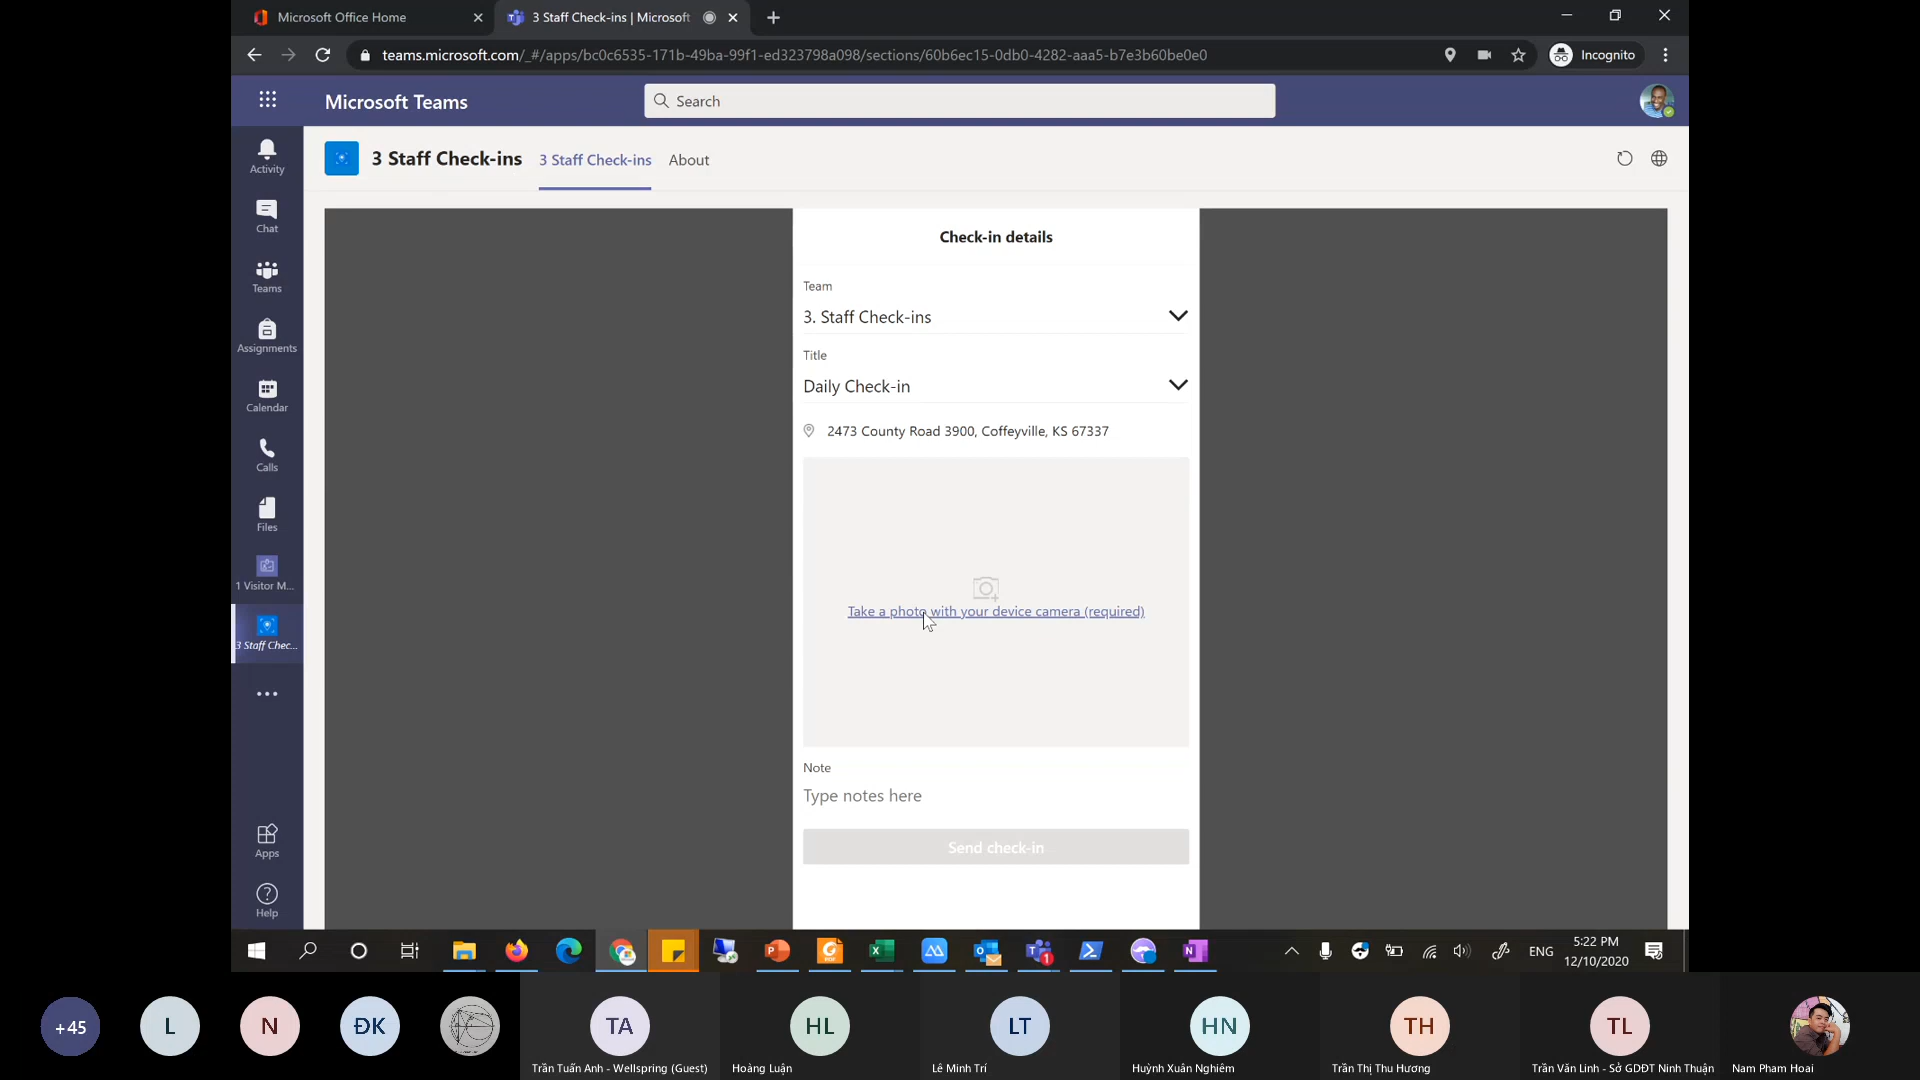 Microsoft Office Home
3 Staff Check-ins | Microsoft
teams.microsoft.com/_#/apps/bc0c6535-171b-49ba-99f1-ed323798a098/sections/60b6ec15-0db0-4282-aaa5-b7e3b60be0e0
Incognito
Microsoft Teams
Search
Activity
Chat
Teams
Assignments
Calendar
Calls
Files
1 Visitor M...
3 Staff Chec...
Apps
Help
3 Staff Check-ins
3 Staff Check-ins
About
Check-in details
Team
3. Staff Check-ins
Title
Daily Check-in
2473 County Road 3900, Coffeyville, KS 67337
Take a photo with your device camera (required)
Note
Type notes here
Send check-in
ENG
5:22 PM
12/10/2020
+45
L
N
ĐK
TA
HL
LT
HN
TH
TL
Trần Tuấn Anh - Wellspring (Guest)
Hoàng Luận
Lê Minh Trí
Huỳnh Xuân Nghiêm
Trần Thị Thu Hương
Trần Văn Linh - Sở GDĐT Ninh Thuận
Nam Pham Hoai